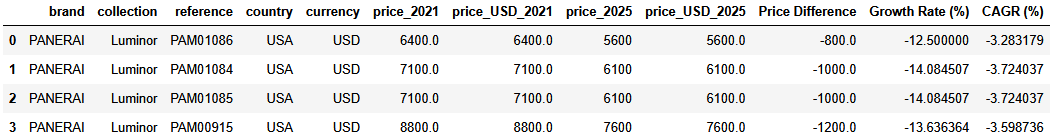 brand collection reference country currency price_2021 price_USD_2021 price_2025 price_USD_2025 Price Difference Growth Rate (%) CAGR (%)
0 PANERAI Luminor PAM01086 USA USD 6400.0 6400.0 5600 5600.0 -800.0 -12.500000 -3.283179
1 PANERAI Luminor PAM01084 USA USD 7100.0 7100.0 6100 6100.0 -1000.0 -14.084507 -3.724037
2 PANERAI Luminor PAM01085 USA USD 7100.0 7100.0 6100 6100.0 -1000.0 -14.084507 -3.724037
3 PANERAI Luminor PAM00915 USA USD 8800.0 8800.0 7600 7600.0 -1200.0 -13.636364 -3.598736